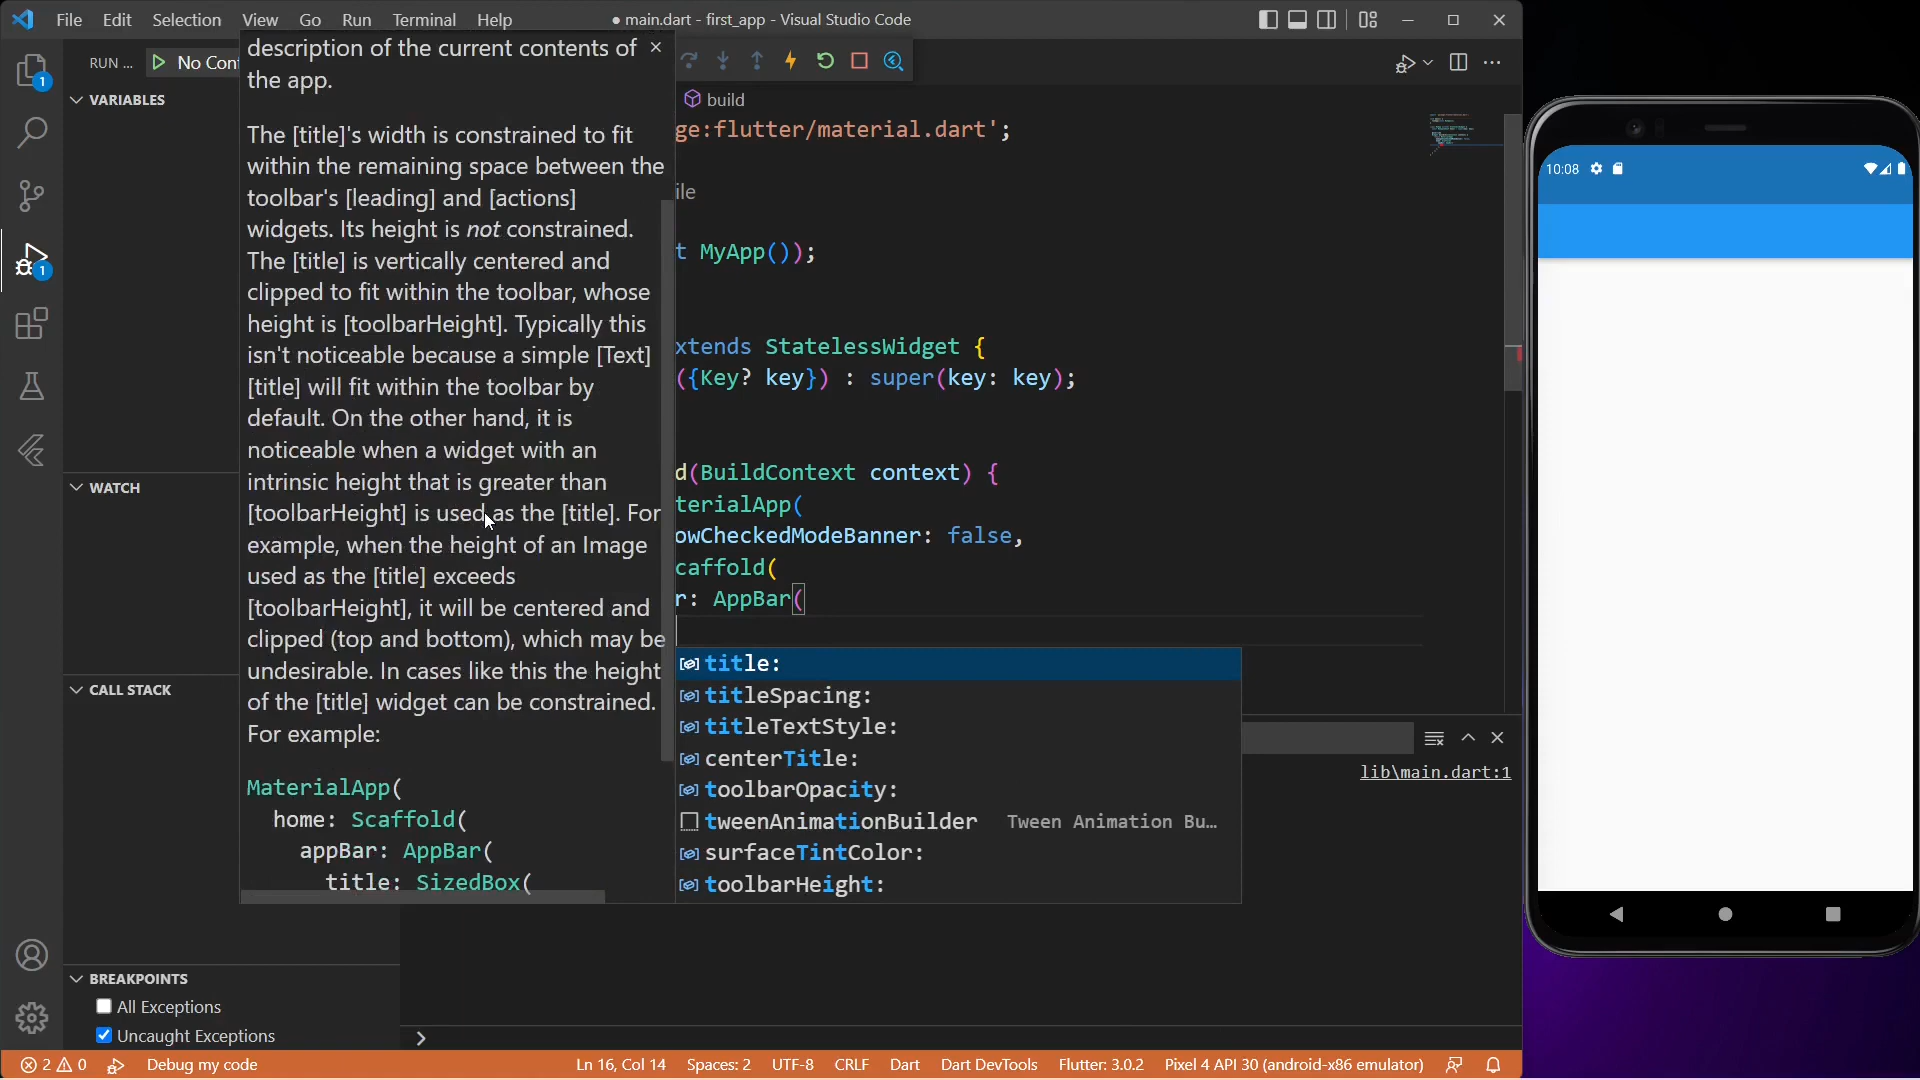 File Edit Selection View Go Run Terminal Help
● main.dart - first_app - Visual Studio Code
RUN ...
No Con
VARIABLES
WATCH
CALL STACK
BREAKPOINTS
All Exceptions
Uncaught Exceptions
1
1
description of the current contents of
the app.
The [title]'s width is constrained to fit
within the remaining space between the
toolbar's [leading] and [actions]
widgets. Its height is not constrained.
The [title] is vertically centered and
clipped to fit within the toolbar, whose
height is [toolbarHeight]. Typically this
isn't noticeable because a simple [Text]
[title] will fit within the toolbar by
default. On the other hand, it is
noticeable when a widget with an
intrinsic height that is greater than
[toolbarHeight] is used as the [title]. For
example, when the height of an Image
used as the [title] exceeds
[toolbarHeight], it will be centered and
clipped (top and bottom), which may be
undesirable. In cases like this the height
of the [title] widget can be constrained.
For example:
MaterialApp(
home: Scaffold(
appBar: AppBar(
title: SizedBox(
build
ge:flutter/material.dart';
ile
t MyApp());
xtends StatelessWidget {
({Key? key}) : super(key: key);
d(BuildContext context) {
terialApp(
owCheckedModeBanner: false,
caffold(
r: AppBar(
title:
titleSpacing:
titleTextStyle:
centerTitle:
toolbarOpacity:
tweenAnimationBuilder Tween Animation Bu...
surfaceTintColor:
toolbarHeight:
lib\main.dart:1
2 0 Debug my code
Ln 16, Col 14 Spaces: 2 UTF-8 CRLF Dart Dart DevTools Flutter: 3.0.2 Pixel 4 API 30 (android-x86 emulator)
10:08